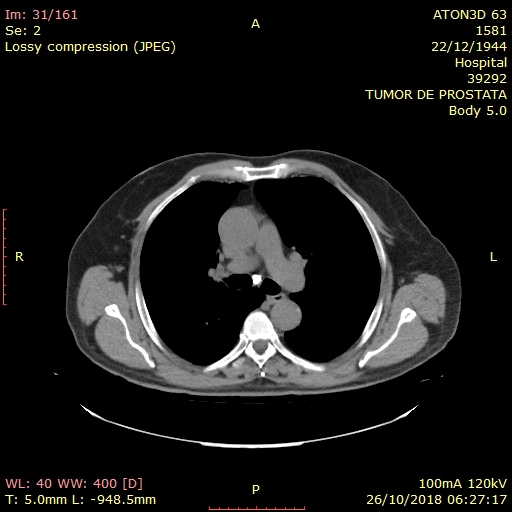 Im: 31/161
Se: 2
Lossy compression (JPEG)
A
ATON3D 63
1581
22/12/1944
Hospital
39292
TUMOR DE PROSTATA
Body 5.0
R
L
WL: 40 WW: 400 [D]
T: 5.0mm L: -948.5mm
P
100mA 120kV
26/10/2018 06:27:17